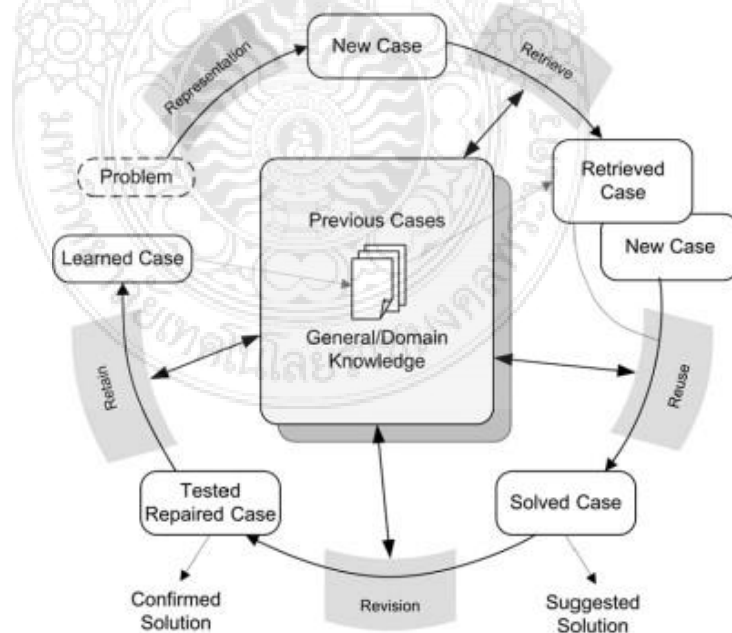 New Case
Representation
Retrieve
Problem
Retrieved
Case
New Case
Previous Cases
General/Domain
Knowledge
Learned Case
Retain
Reuse
Tested
Repaired Case
Solved Case
Revision
Confirmed
Solution
Suggested
Solution